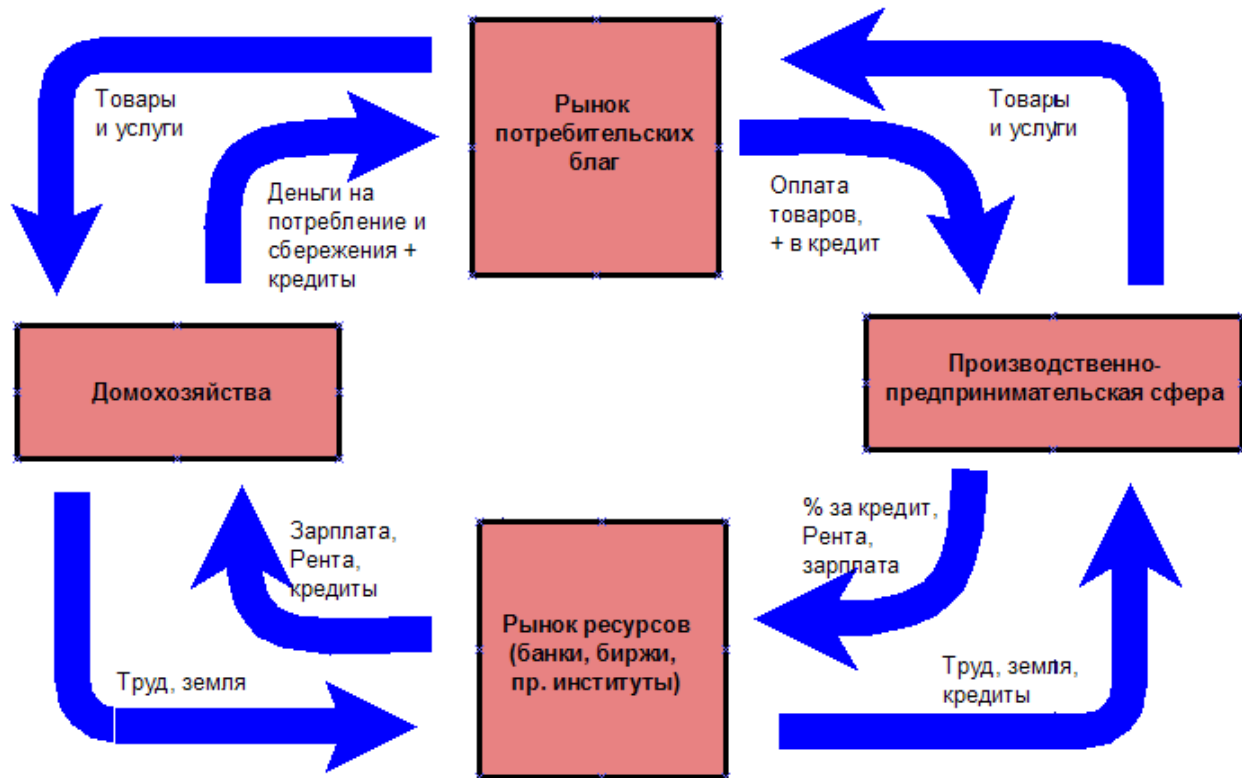 Товары
и услуги
Рынок
потребительских
благ
Товары
и услуги
Деньги на
потребление и
сбережения +
кредиты
Оплата
товаров,
+ в кредит
Домохозяйства
Производственно-
предпринимательская сфера
Зарплата,
Рента,
кредиты
% за кредит,
Рента,
зарплата
Рынок ресурсов
(банки, биржи,
пр. институты)
Труд, земля
Труд, земля,
кредиты